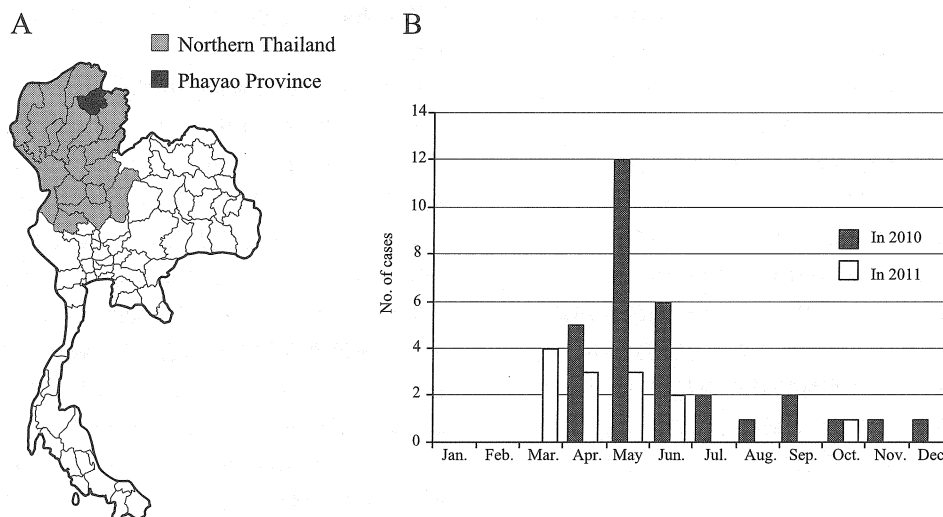 A
Northern Thailand
Phayao Province
B
14
12
10
8
6
4
2
0
No. of cases
In 2010
In 2011
Jan. Feb. Mar. Apr. May Jun. Jul. Aug. Sep. Oct. Nov. Dec